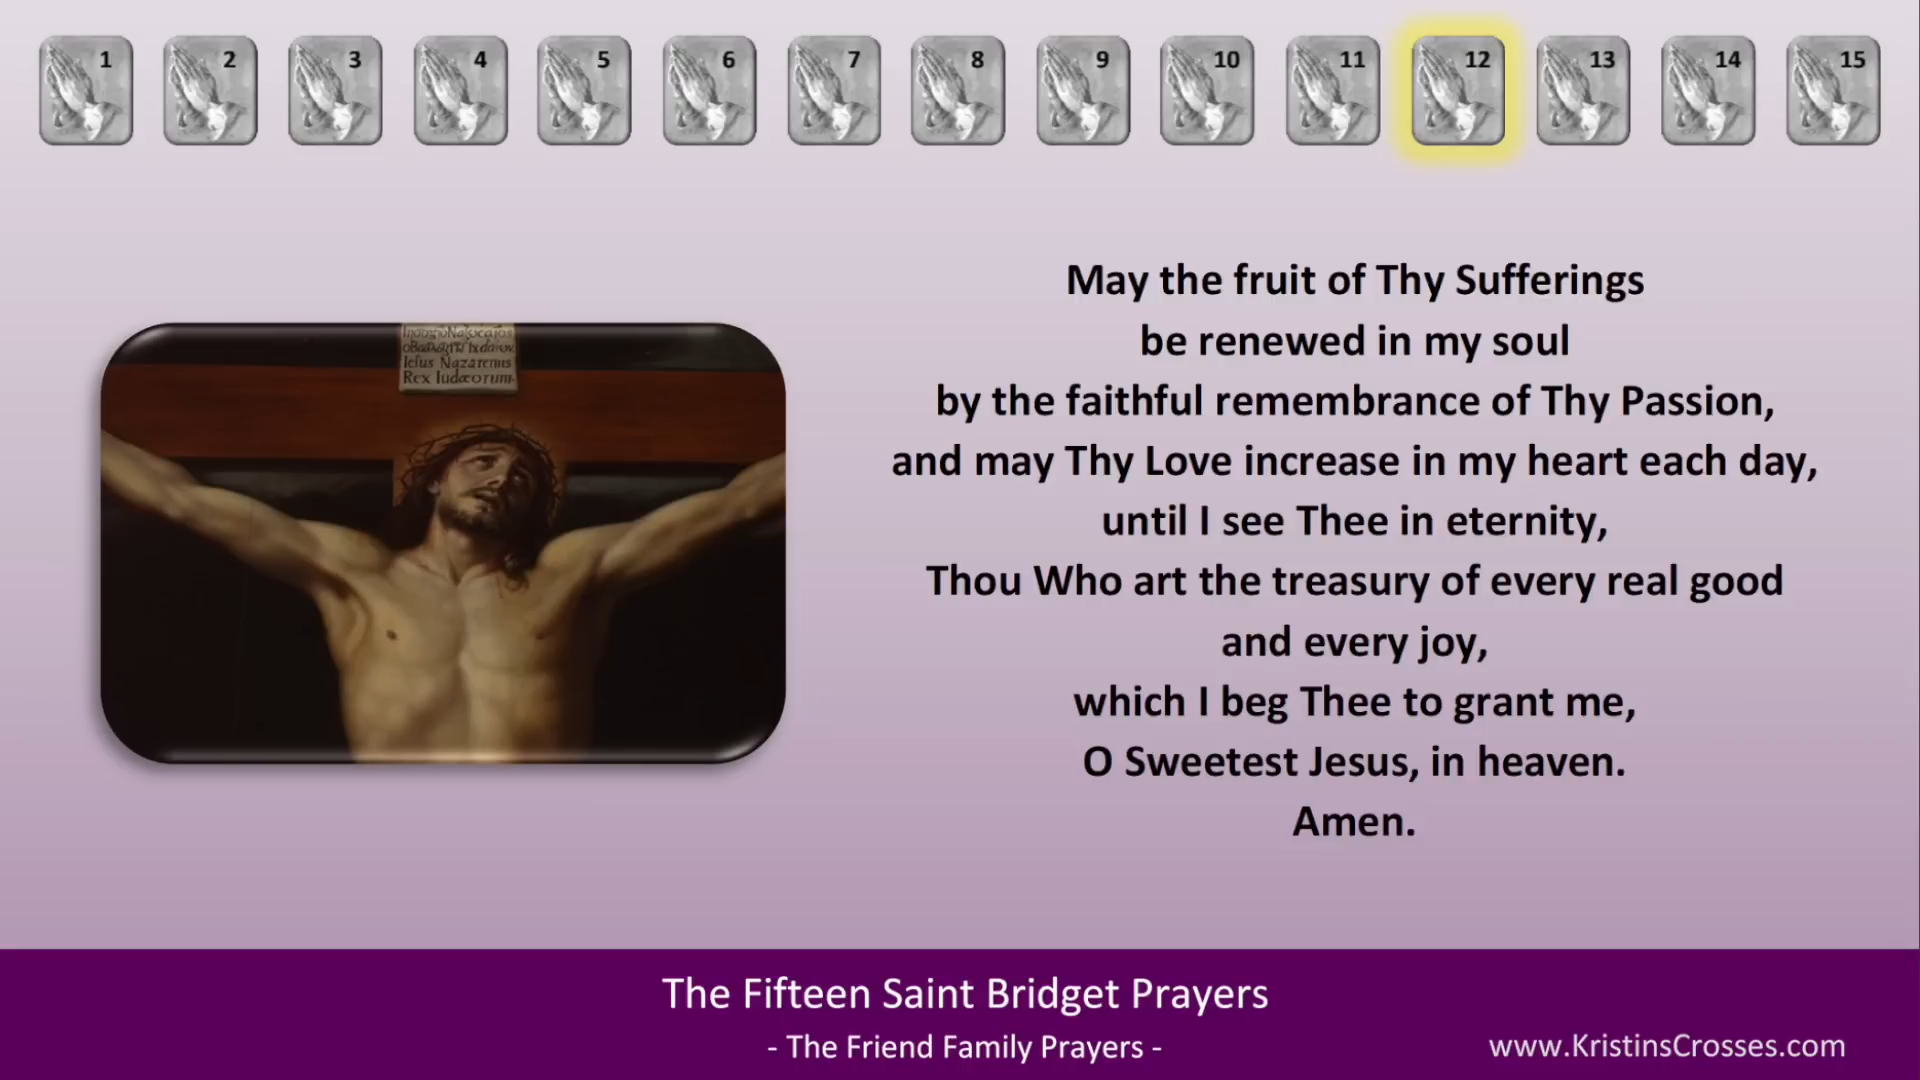 1 2 3 4 5 6 7 8 9 10 11 12 13 14 15
Rex Iudæorum
May the fruit of Thy Sufferings
be renewed in my soul
by the faithful remembrance of Thy Passion,
and may Thy Love increase in my heart each day,
until I see Thee in eternity,
Thou Who art the treasury of every real good
and every joy,
which I beg Thee to grant me,
O Sweetest Jesus, in heaven.
Amen.
The Fifteen Saint Bridget Prayers
- The Friend Family Prayers -
www.KristinsCrosses.com